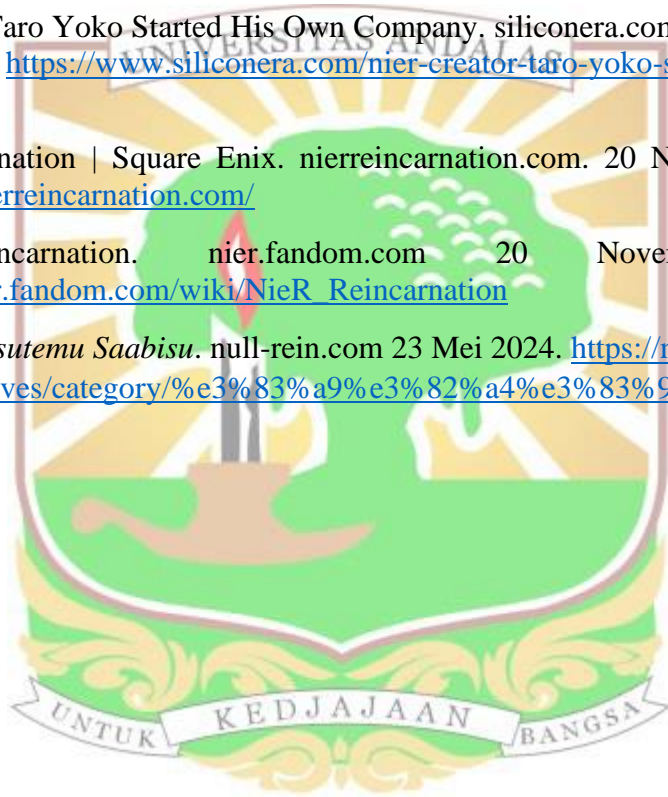 Taro Yoko Started His Own Company. siliconera.com
UNIVERSITAS ANDALAS
https://www.siliconera.com/nier-creator-taro-yoko-s
nation | Square Enix. nierreincarnation.com. 20 N
erreincarnation.com/
ncarnation. nier.fandom.com 20 Nove
r.fandom.com/wiki/NieR_Reincarnation
sutemu Saabisu. null-rein.com 23 Mei 2024. https://
ves/category/%e3%83%a9%e3%82%a4%e3%83%9
UNTUK KEDJAJAAN BANGSA